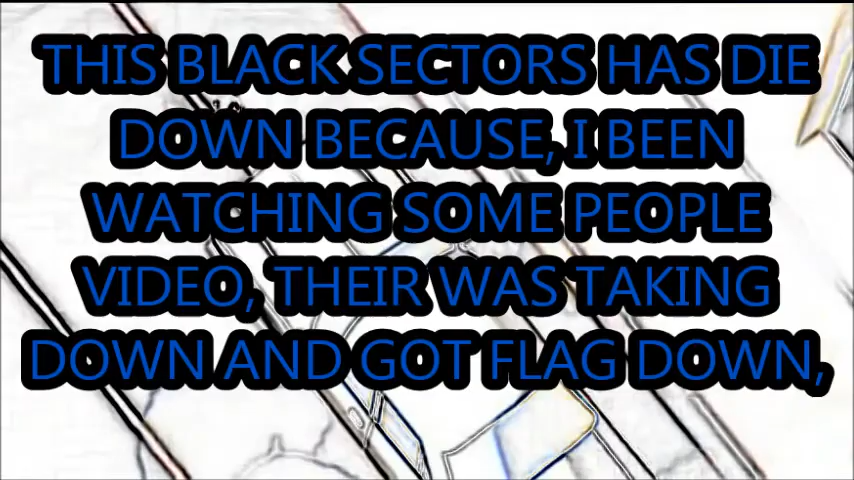 THIS BLACK SECTORS HAS DIE
DOWN BECAUSE, I BEEN
WATCHING SOME PEOPLE
VIDEO, THEIR WAS TAKING
DOWN AND GOT FLAG DOWN,